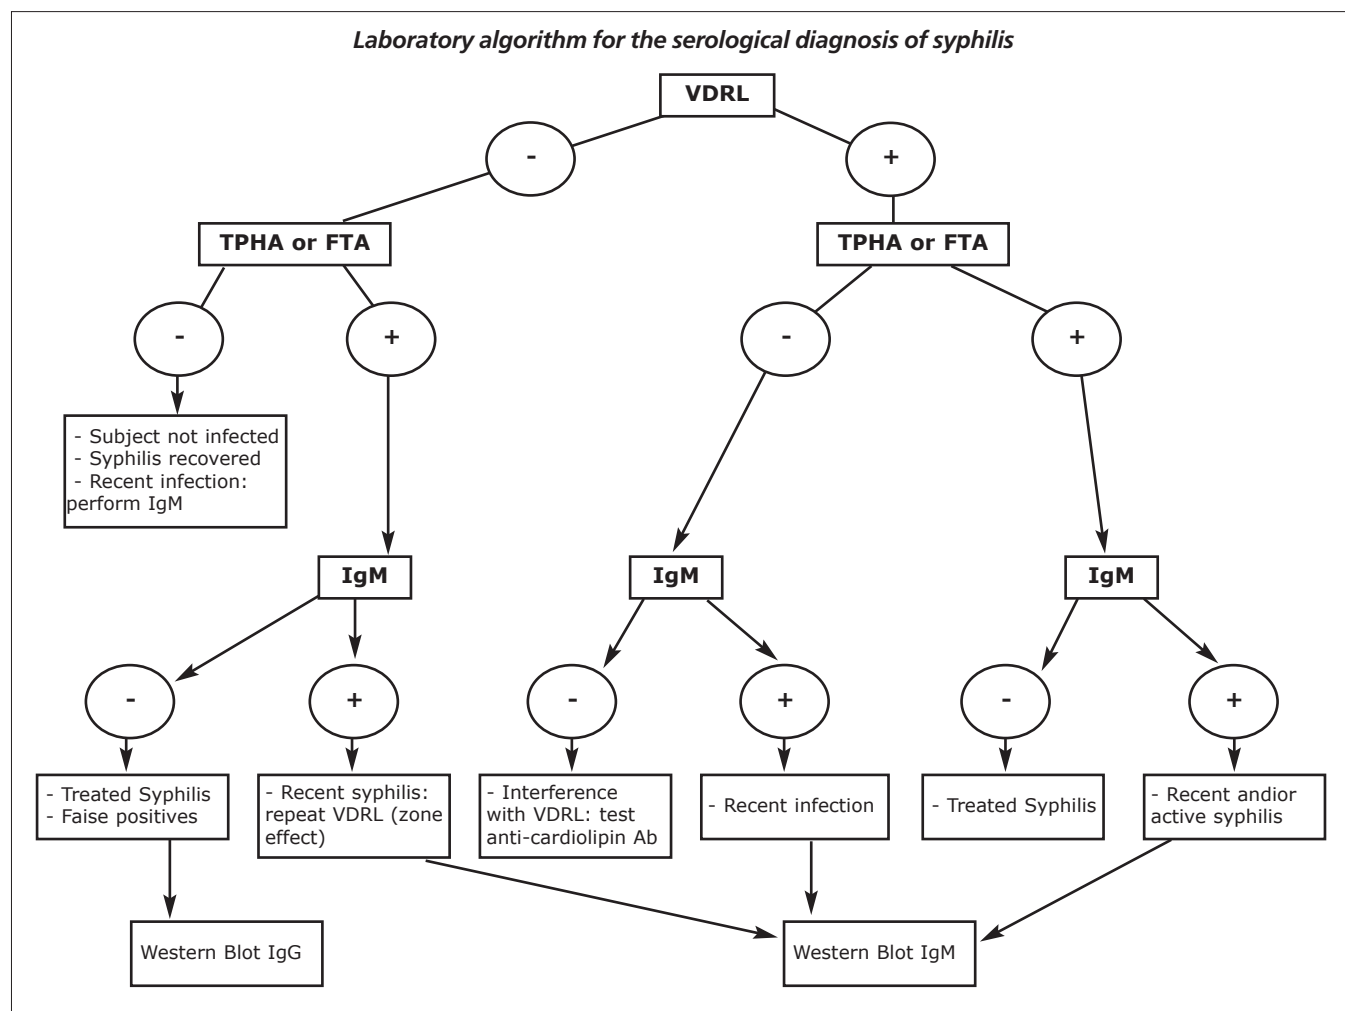 Laboratory algorithm for the serological diagnosis of syphilis
VDRL
-
+
TPHA or FTA
TPHA or FTA
-
+
-
+
- Subject not infected
- Syphilis recovered
- Recent infection:
perform IgM
IgM
IgM
IgM
-
+
-
+
-
+
- Treated Syphilis
- Faise positives
- Recent syphilis:
repeat VDRL (zone
effect)
- Interference
with VDRL: test
anti-cardiolipin Ab
- Recent infection
- Treated Syphilis
- Recent andior
active syphilis
Western Blot IgG
Western Blot IgM